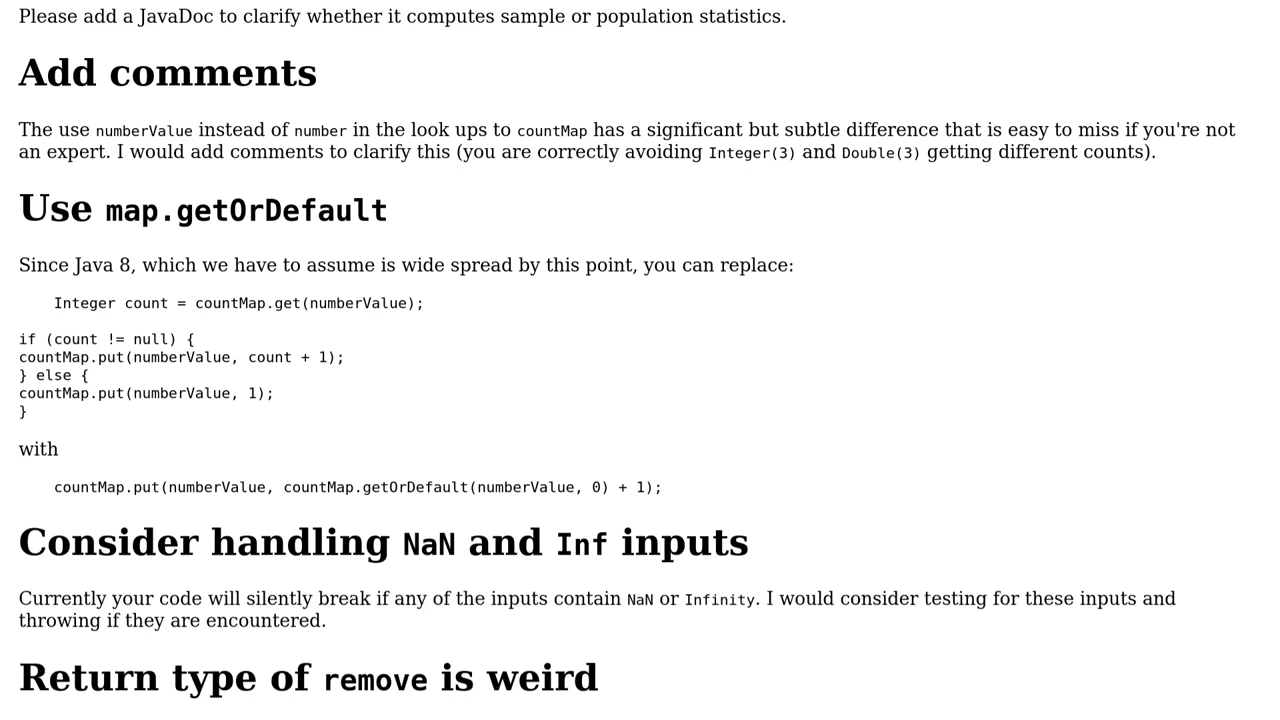 Please add a JavaDoc to clarify whether it computes sample or population statistics.
Add comments
The use numberValue instead of number in the look ups to countMap has a significant but subtle difference that is easy to miss if you're not
an expert. I would add comments to clarify this (you are correctly avoiding Integer(3) and Double(3) getting different counts).
Use map.getOrDefault
Since Java 8, which we have to assume is wide spread by this point, you can replace:
Integer count = countMap.get(numberValue);
if (count != null) {
countMap.put(numberValue, count + 1);
} else {
countMap.put(numberValue, 1);
}
with
countMap.put(numberValue, countMap.getOrDefault(numberValue, 0) + 1);
Consider handling NaN and Inf inputs
Currently your code will silently break if any of the inputs contain NaN or Infinity. I would consider testing for these inputs and
throwing if they are encountered.
Return type of remove is weird